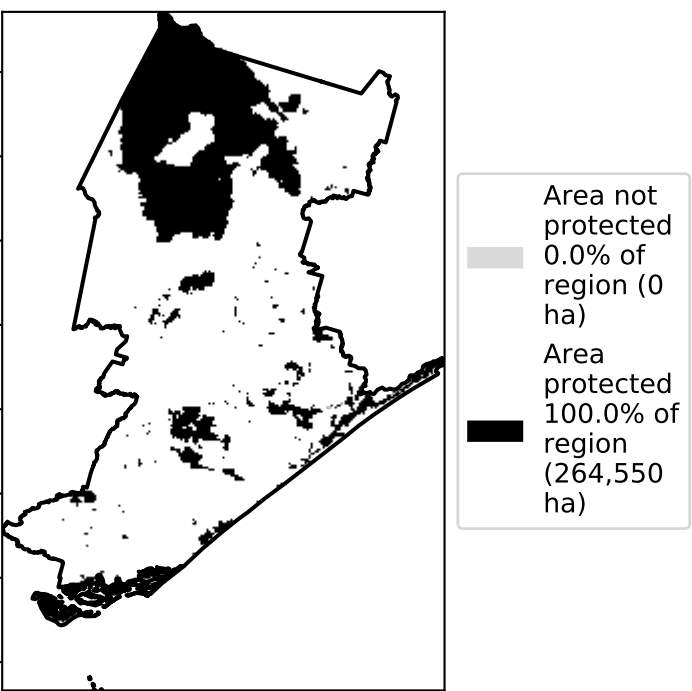 Area not
protected
0.0% of
region (0
ha)
Area
protected
100.0% of
region
(264,550
ha)